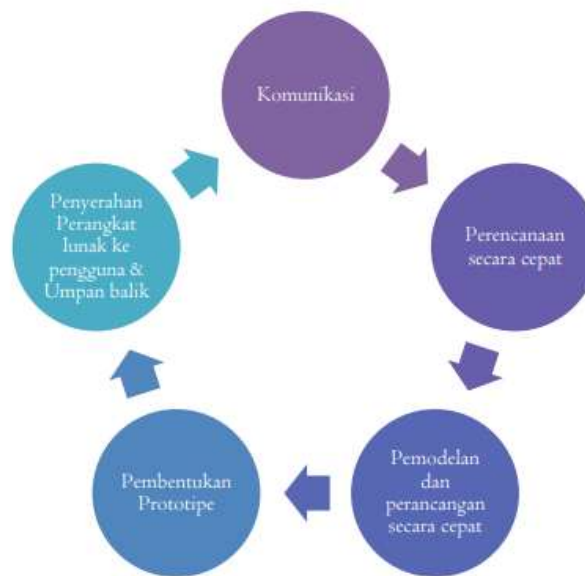 Komunikasi
Perencanaan
secara cepat
Pemodelan
dan
perancangan
secara cepat
Pembentukan
Prototipe
Penyerahan
Perangkat
lunak ke
pengguna &
Umpan balik